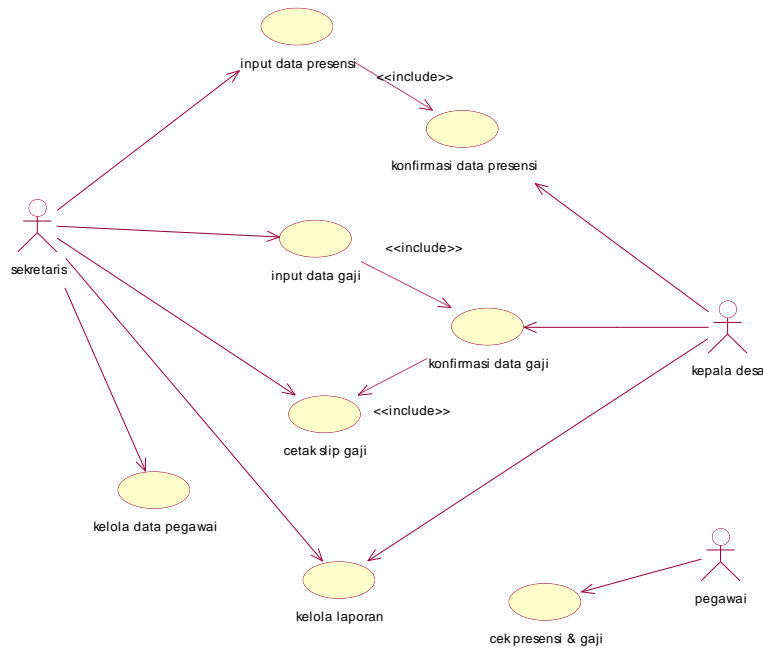 input data presensi
<<include>>
konfirmasi data presensi
sekretaris
<<include>>
input data gaji
konfirmasi data gaji
kepala desa
<<include>>
cetak slip gaji
kelola data pegawai
kelola laporan
pegawai
cek presensi & gaji